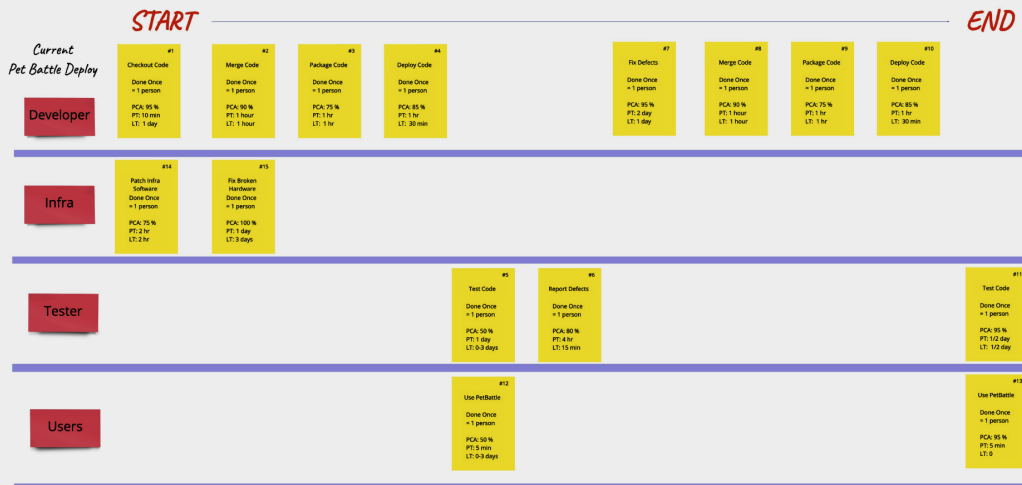 START
END
Current
Pet Battle Deploy
Developer
#1
Checkout Code
Done Once
= 1 person
PCA: 95 %
PT: 10 min
LT: 1 day
#2
Merge Code
Done Once
= 1 person
PCA: 90 %
PT: 1 hour
LT: 1 hour
#3
Package Code
Done Once
= 1 person
PCA: 75 %
PT: 1 hr
LT: 1 hr
#4
Deploy Code
Done Once
= 1 person
PCA: 85 %
PT: 1 hr
LT: 30 min
#7
Fix Defects
Done Once
= 1 person
PCA: 95 %
PT: 2 day
LT: 1 day
#8
Merge Code
Done Once
= 1 person
PCA: 90 %
PT: 1 hour
LT: 1 hour
#9
Package Code
Done Once
= 1 person
PCA: 75 %
PT: 1 hr
LT: 1 hr
#10
Deploy Code
Done Once
= 1 person
PCA: 85 %
PT: 1 hr
LT: 30 min
Infra
#14
Patch Infra
Software
Done Once
= 1 person
PCA: 75 %
PT: 2 hr
LT: 2 hr
#15
Fix Broken
Hardware
Done Once
= 1 person
PCA: 100 %
PT: 1 day
LT: 3 days
Tester
#5
Test Code
Done Once
= 1 person
PCA: 50 %
PT: 1 day
LT: 0-3 days
#6
Report Defects
Done Once
= 1 person
PCA: 80 %
PT: 4 hr
LT: 15 min
#11
Test Code
Done Once
= 1 person
PCA: 95 %
PT: 1/2 day
LT: 1/2 day
Users
#12
Use PetBattle
Done Once
= 1 person
PCA: 50 %
PT: 5 min
LT: 0-3 days
#13
Use PetBattle
Done Once
= 1 person
PCA: 95 %
PT: 5 min
LT: 0